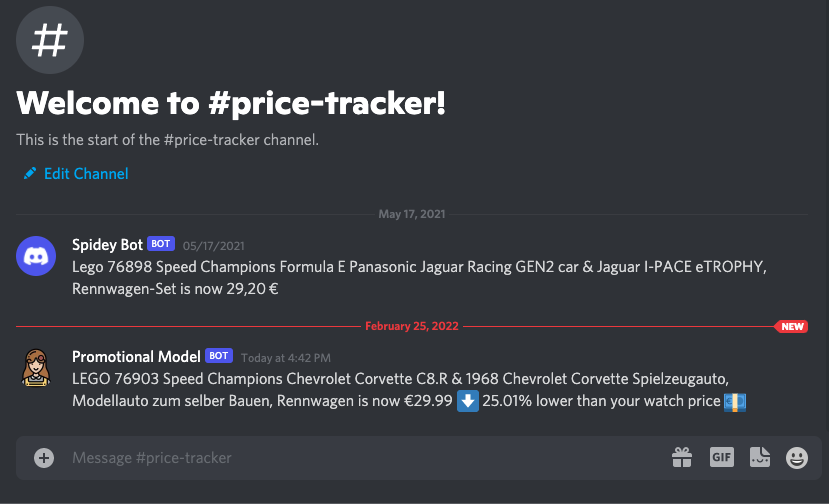 #
Welcome to #price-tracker!
This is the start of the #price-tracker channel.
Edit Channel
May 17, 2021
Spidey Bot BOT 05/17/2021
Lego 76898 Speed Champions Formula E Panasonic Jaguar Racing GEN2 car & Jaguar I-PACE eTROPHY,
Rennwagen-Set is now 29,20 €
February 25, 2022 NEW
Promotional Model BOT Today at 4:42 PM
LEGO 76903 Speed Champions Chevrolet Corvette C8.R & 1968 Chevrolet Corvette Spielzeugauto,
Modellauto zum selber Bauen, Rennwagen is now €29.99 ⬇️ 25.01% lower than your watch price 💶
Message #price-tracker GIF